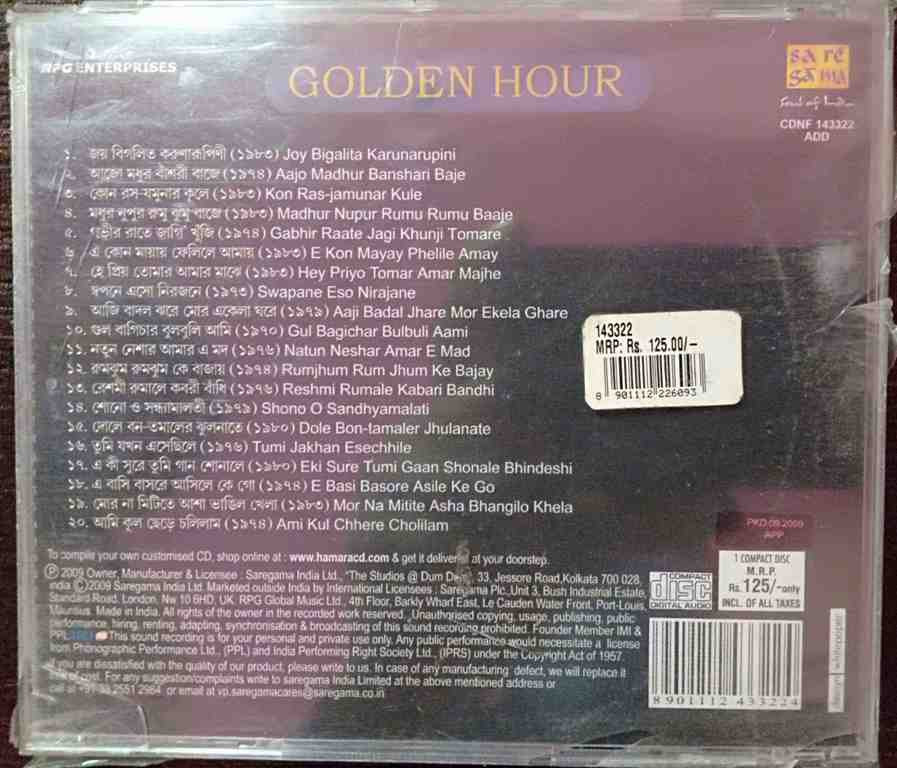 RPG ENTERPRISES
GOLDEN HOUR
sa re
ga ma
Soul of India
CDNF 143322
ADD
১. জয় বিগলিত করুণারূপিণী (১৯৮৩) Joy Bigalita Karunarupini
২. আজো মধুর বাঁশরী বাজে (১৯৭৪) Aajo Madhur Banshari Baje
৩. কোন রস-যমুনার কূলে (১৯৮৩) Kon Ras-jamunar Kule
৪. মধুর নূপুর রুমু ঝুমু বাজে (১৯৮৩) Madhur Nupur Rumu Rumu Baaje
৫. গভীর রাতে জাগি' খুঁজি (১৯৭৪) Gabhir Raate Jagi Khunji Tomare
৬. এ কোন মায়ায় ফেলিলে আমায় (১৯৮৩) E Kon Mayay Phelile Amay
৭. হে প্রিয় তোমার আমার মাঝে (১৯৮৩) Hey Priyo Tomar Amar Majhe
৮. স্বপনে এসো নিরজনে (১৯৭৩) Swapane Eso Nirajane
৯. আজি বাদল ঝরে মোর একেলা ঘরে (১৯৭৯) Aaji Badal Jhare Mor Ekela Ghare
১০. গুল বাগিচার বুলবুলি আমি (১৯৭০) Gul Bagichar Bulbuli Aami
১১. নতুন নেশার আমার এ মদ (১৯৭৬) Natun Neshar Amar E Mad
১২. রুমঝুম রুমঝুম কে বাজায় (১৯৭৪) Rumjhum Rum Jhum Ke Bajay
১৩. রেশমী রুমালে কবরী বাঁধি (১৯৭৬) Reshmi Rumale Kabari Bandhi
১৪. শোনো ও সন্ধ্যামালতী (১৯৭৯) Shono O Sandhyamalati
১৫. দোলে বন-তমালের ঝুলনাতে (১৯৮০) Dole Bon-tamaler Jhulanate
১৬. তুমি যখন এসেছিলে (১৯৭৬) Tumi Jakhan Esechhile
১৭. এ কী সুরে তুমি গান শোনালে (১৯৮০) Eki Sure Tumi Gaan Shonale Bhindeshi
১৮. এ বাসি বাসরে আসিলে কে গো (১৯৭৪) E Basi Basore Asile Ke Go
১৯. মোর না মিটিতে আশা ভাঙিল খেলা (১৯৮৩) Mor Na Mitite Asha Bhangilo Khela
২০. আমি কূল ছেড়ে চলিলাম (১৯৭৪) Ami Kul Chhere Cholilam
143322
MRP: Rs. 125.00/-
8 901112 226093
PKD.09.2009
APP
To compile your own customised CD, shop online at : www.hamaracd.com & get it delivered at your doorstep.
Ⓟ 2009 Owner, Manufacturer & Licensee : Saregama India Ltd., "The Studios @ Dum Dum", 33, Jessore Road, Kolkata 700 028,
India ©2009 Saregama India Ltd. Marketed outside India by International Licensees : Saregama Plc.,Unit 3, Bush Industrial Estate,
Standard Road, London, Nw 10 6HD, UK, RPG Global Music Ltd., 4th Floor, Barkly Wharf East, Le Cauden Water Front, Port-Louis,
Mauritius. Made in India. All rights of the owner in the recorded work reserved. Unauthorised copying, usage, publishing, public
performance, hiring, renting, adapting, synchronisation & broadcasting of this sound recording prohibited. Founder Member IMI &
PPL This sound recording is for your personal and private use only. Any public performance would necessitate a license
from Phonographic Performance Ltd., (PPL) and India Performing Right Society Ltd., (IPRS) under the Copyright Act of 1957.
If you are dissatisfied with the quality of our product, please write to us. In case of any manufacturing defect, we will replace it
free of cost. For any suggestion/complaints write to saregama India Limited at the above mentioned address or
call at +91 33 2551 2984 or email at vp.saregamacares@saregama.co.in
COMPACT
disc
DIGITAL AUDIO
1 COMPACT DISC
M.R.P.
Rs. 125/- only
INCL. OF ALL TAXES
8 901112 433224